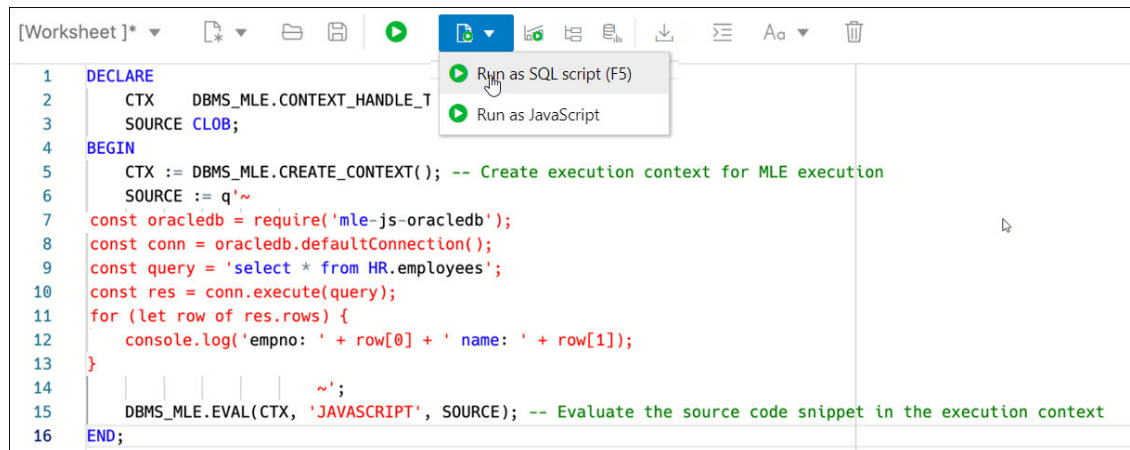 [Worksheet ]*
Aa
Run as SQL script (F5)
Run as JavaScript
1 DECLARE
2 CTX DBMS_MLE.CONTEXT_HANDLE_T
3 SOURCE CLOB;
4 BEGIN
5 CTX := DBMS_MLE.CREATE_CONTEXT(); -- Create execution context for MLE execution
6 SOURCE := q'~
7 const oracledb = require('mle-js-oracledb');
8 const conn = oracledb.defaultConnection();
9 const query = 'select * from HR.employees';
10 const res = conn.execute(query);
11 for (let row of res.rows) {
12 console.log('empno: ' + row[0] + ' name: ' + row[1]);
13 }
14 ~';
15 DBMS_MLE.EVAL(CTX, 'JAVASCRIPT', SOURCE); -- Evaluate the source code snippet in the execution context
16 END;